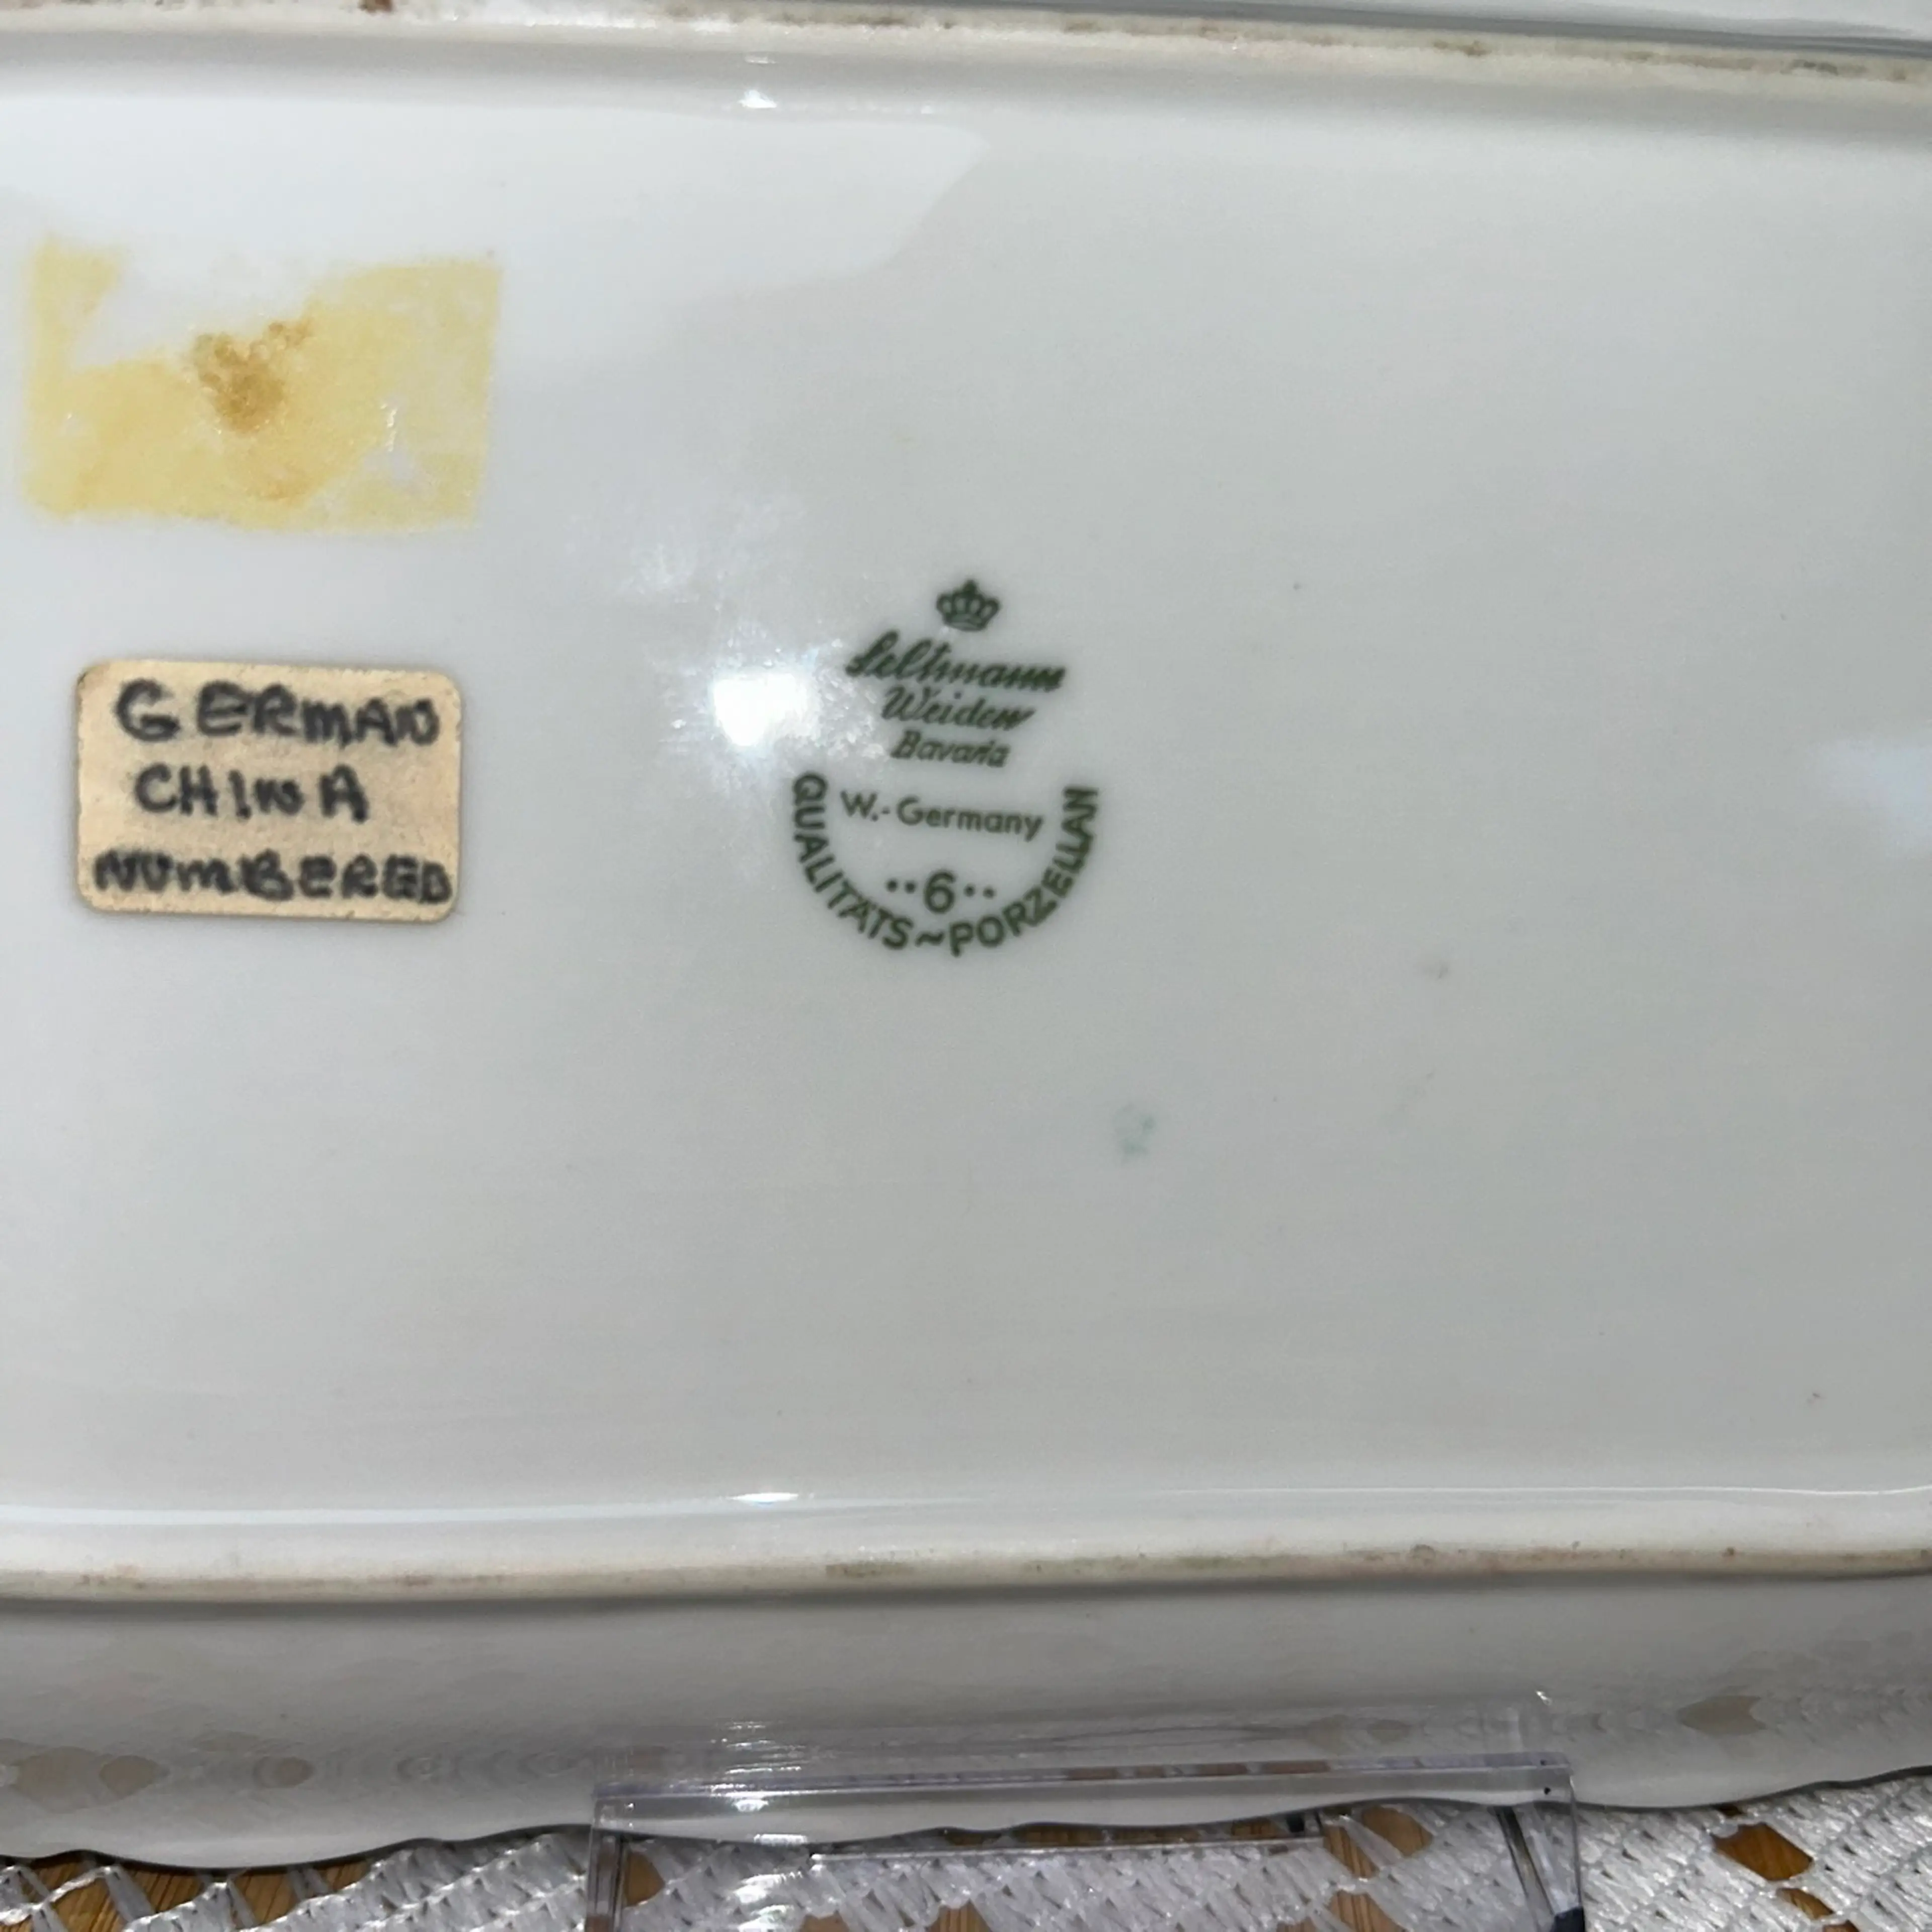 GERMAN
CHINA
NUMBERED
Seltmann
Weiden
Bavaria
W.-Germany
··6··
QUALITÄTS~PORZELLAN